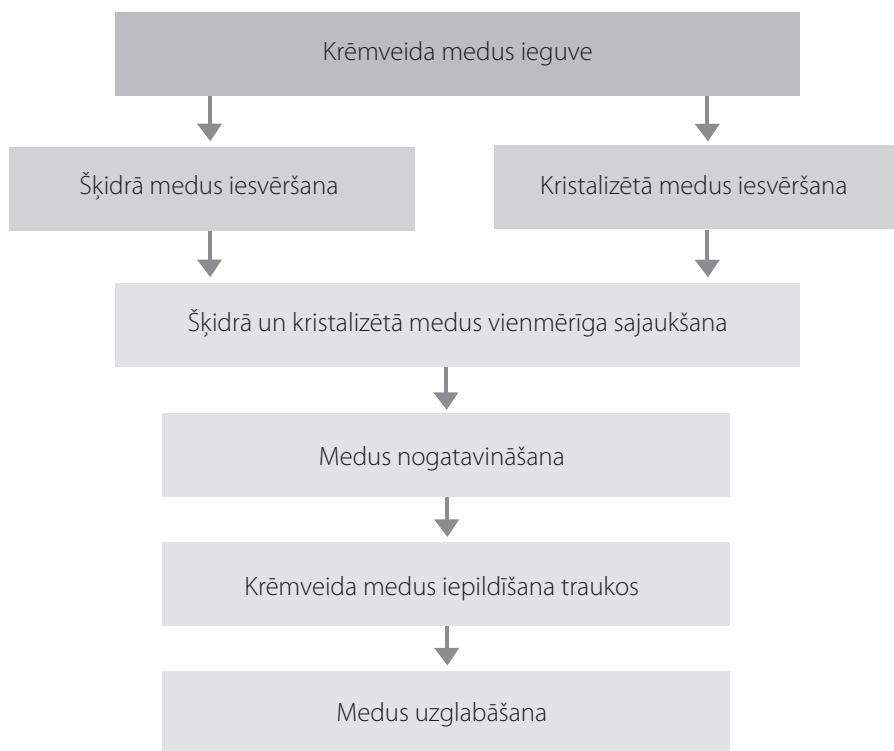 Krēmveida medus ieguve
Šķidrā medus iesvēršana
Kristalizētā medus iesvēršana
Šķidrā un kristalizētā medus vienmērīga sajaukšana
Medus nogatavināšana
Krēmveida medus iepildīšana traukos
Medus uzglabāšana